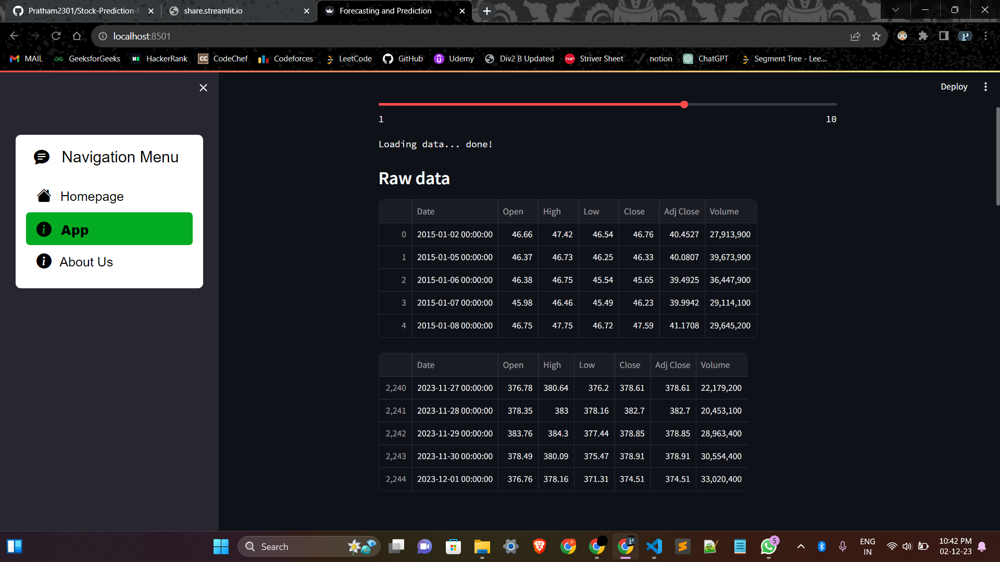 Pratham2301/Stock-Prediction-
share.streamlit.io
Forecasting and Prediction
localhost:8501
MAIL GeeksforGeeks HackerRank CodeChef Codeforces LeetCode GitHub Udemy Div2 B Updated Striver Sheet notion ChatGPT Segment Tree - Lee...
Deploy
Navigation Menu
Homepage
App
About Us
1 10
Loading data... done!
Raw data
Date Open High Low Close Adj Close Volume
0 2015-01-02 00:00:00 46.66 47.42 46.54 46.76 40.4527 27,913,900
1 2015-01-05 00:00:00 46.37 46.73 46.25 46.33 40.0807 39,673,900
2 2015-01-06 00:00:00 46.38 46.75 45.54 45.65 39.4925 36,447,900
3 2015-01-07 00:00:00 45.98 46.46 45.49 46.23 39.9942 29,114,100
4 2015-01-08 00:00:00 46.75 47.75 46.72 47.59 41.1708 29,645,200
Date Open High Low Close Adj Close Volume
2,240 2023-11-27 00:00:00 376.78 380.64 376.2 378.61 378.61 22,179,200
2,241 2023-11-28 00:00:00 378.35 383 378.16 382.7 382.7 20,453,100
2,242 2023-11-29 00:00:00 383.76 384.3 377.44 378.85 378.85 28,963,400
2,243 2023-11-30 00:00:00 378.49 380.09 375.47 378.91 378.91 30,554,400
2,244 2023-12-01 00:00:00 376.76 378.16 371.31 374.51 374.51 33,020,400
Search
5
ENG
IN
10:42 PM
02-12-23